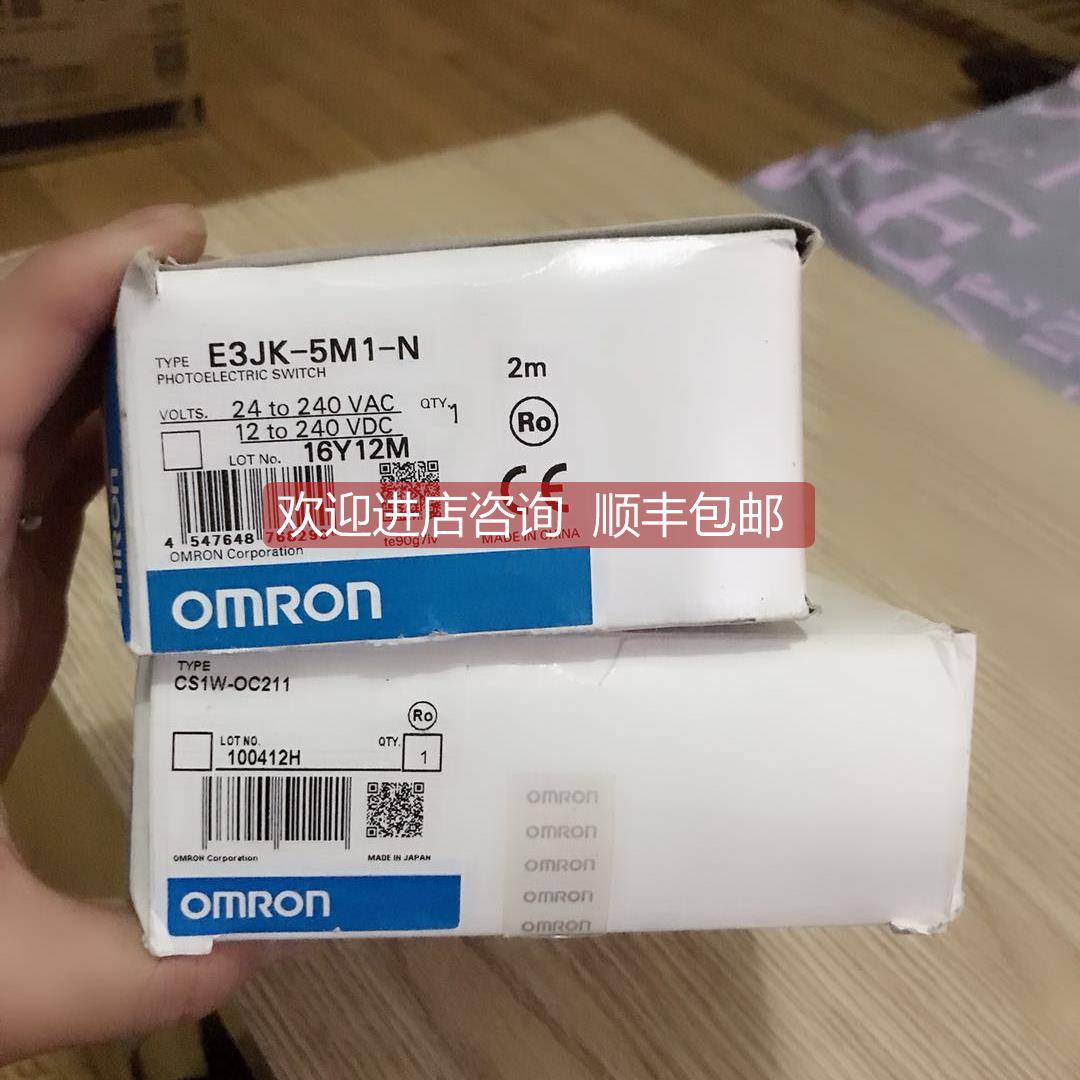 TYPE E3JK-5M1-N
PHOTOELECTRIC SWITCH
2m
VOLTS. 24 to 240 VAC QTY. 1
12 to 240 VDC
Ro
LOT No. 16Y12M
CE
欢迎进店咨询 顺丰包邮
4 547648
te90g7lv
MADE IN CHINA
OMRON Corporation
OMRON
OMRON
TYPE
CS1W-OC211
Ro
LOT NO. QTY.
100412H 1
OMRON Corporation MADE IN JAPAN
OMRON
OMRON
OMRON
OMRON
OMRON
OMRON